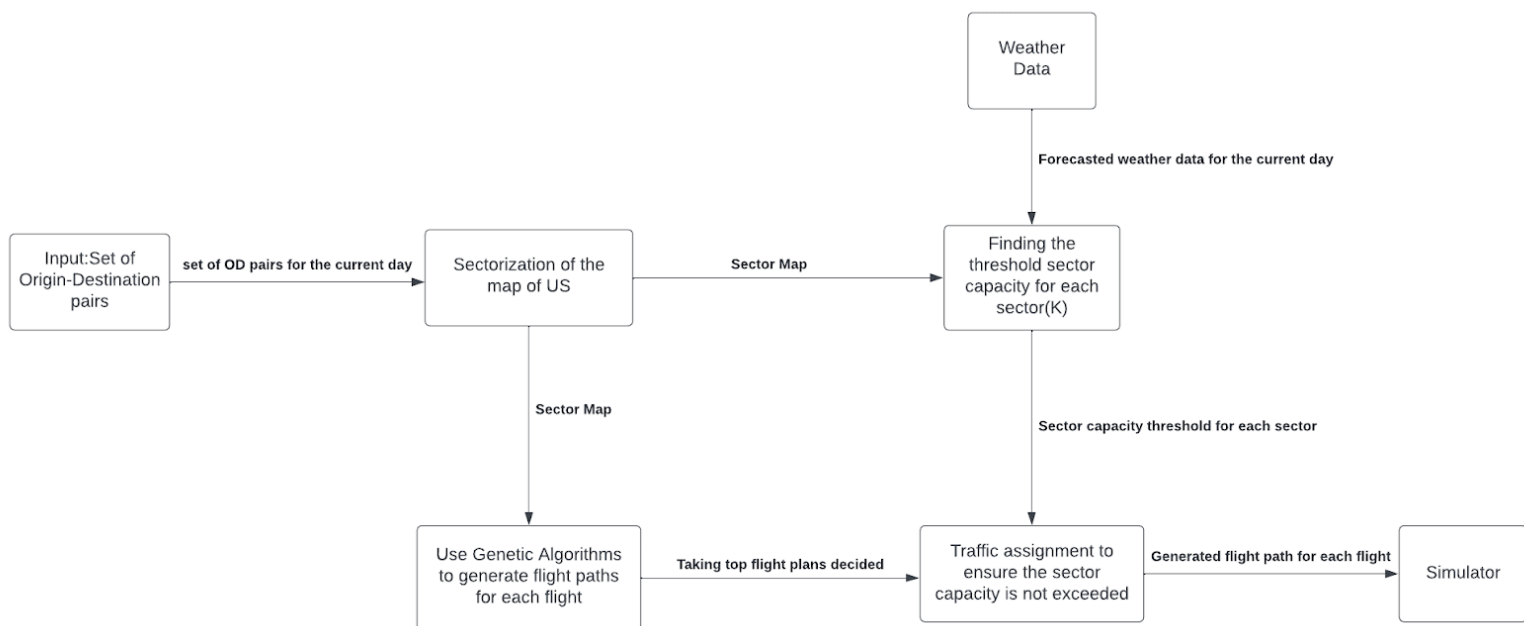 Weather
Data
Forecasted weather data for the current day
Input:Set of
Origin-Destination
pairs
set of OD pairs for the current day
Sectorization of the
map of US
Sector Map
Finding the
threshold sector
capacity for each
sector(K)
Sector Map
Sector capacity threshold for each sector
Use Genetic Algorithms
to generate flight paths
for each flight
Taking top flight plans decided
Traffic assignment to
ensure the sector
capacity is not exceeded
Generated flight path for each flight
Simulator